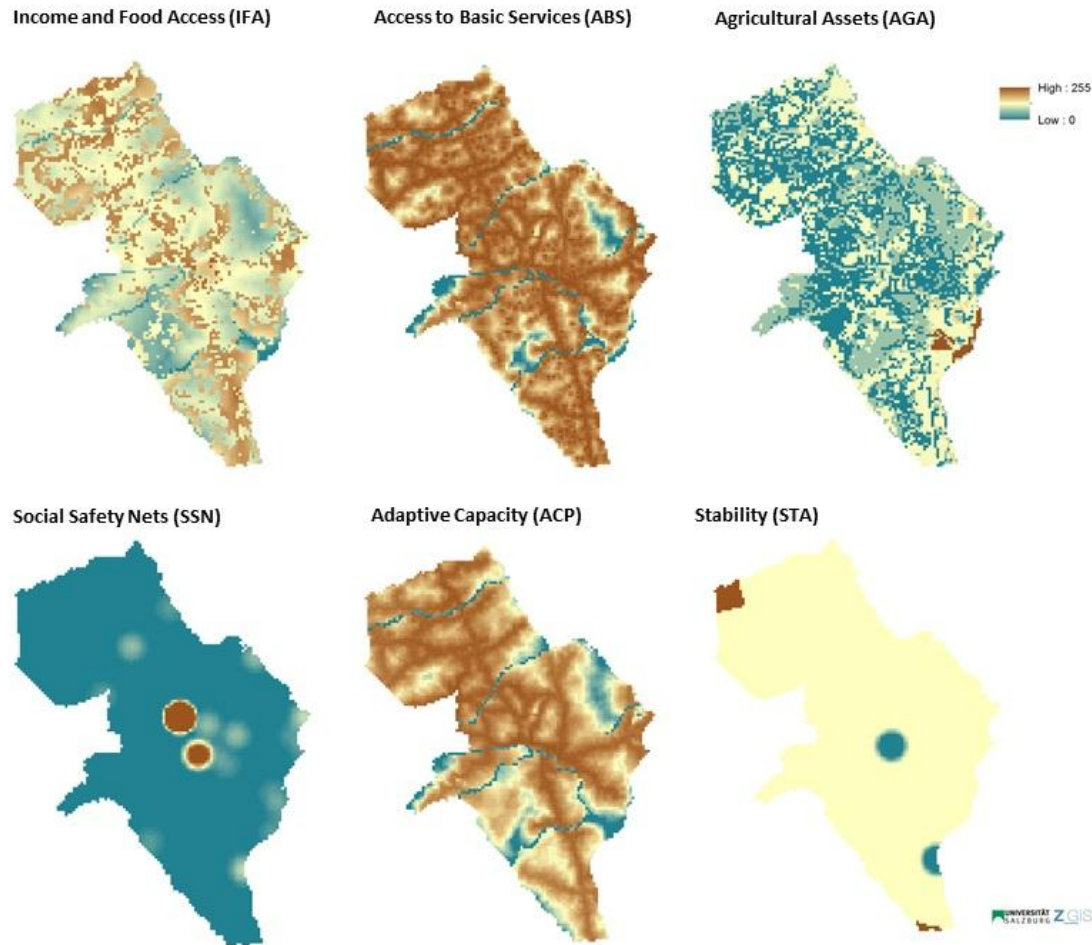 Income and Food Access (IFA)
Access to Basic Services (ABS)
Agricultural Assets (AGA)
High : 255
Low : 0
Social Safety Nets (SSN)
Adaptive Capacity (ACP)
Stability (STA)
UNIVERSITÄT
SALZBURG
Z_GIS